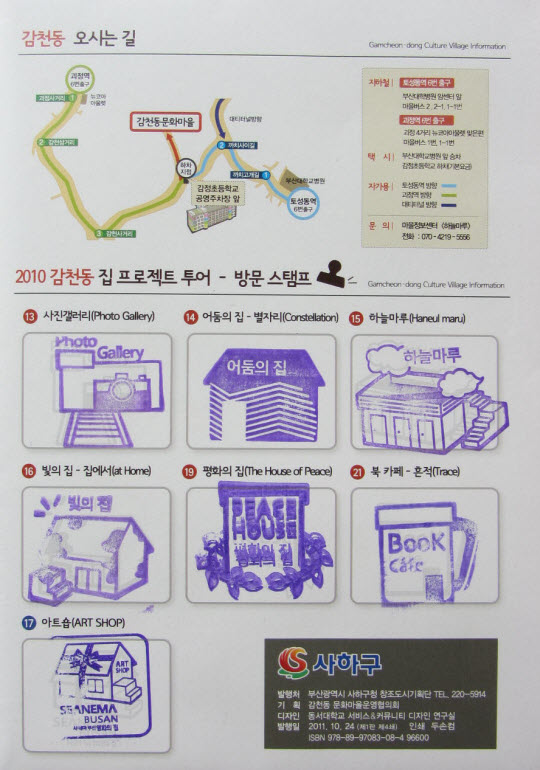 감천동 오시는 길
Gamcheon-dong Culture Village Information
괴정역
6번출구
괴정사거리 1
뉴코아
아울렛
2 감천삼거리
3 감천사거리
감천동문화마을
하차
지점
대티터널방향
2 까치사이길
까치고개길 1
감정초등학교
공영주차장 앞
부산대학교병원
토성동역
6번출구
지하철 토성동역 6번 출구
부산대학병원 암센터 앞
마을버스 2, 2-1, 1-1번
괴정역 6번 출구
괴정 4거리 뉴코아아울렛 맞은편
마을버스 1번, 1-1번
택 시 부산대학교병원 앞 승차
감정초등학교 하차(기본요금)
자가용 토성동역 방향
괴정역 방향
대티터널 방향
문 의 마을정보센터 (하늘마루)
전화 : 070-4219-5556
2010 감천동 집 프로젝트 투어 - 방문 스탬프
Gamcheon-dong Culture Village Information
13 사진갤러리(Photo Gallery)
14 어둠의 집 - 별자리(Constellation)
15 하늘마루(Haneul maru)
Photo
Gallery
어둠의 집
하늘마루
16 빛의 집 - 집에서(at Home)
19 평화의 집(The House of Peace)
21 북 카페 - 흔적(Trace)
빛의 집
PEACE
HOUSE
평화의 집
Book
Cafe
17 아트숍(ART SHOP)
ART
SHOP
SEANEMA
BUSAN
사하구
발행처 부산광역시 사하구청 창조도시기획단 TEL. 220-5914
기 획 감천동 문화마을운영협의회
디자인 동서대학교 서비스&커뮤니티 디자인 연구실
발행일 2011. 10. 24 (제1판 제4쇄) 인쇄 두손컴
ISBN 978-89-97083-08-4 96600